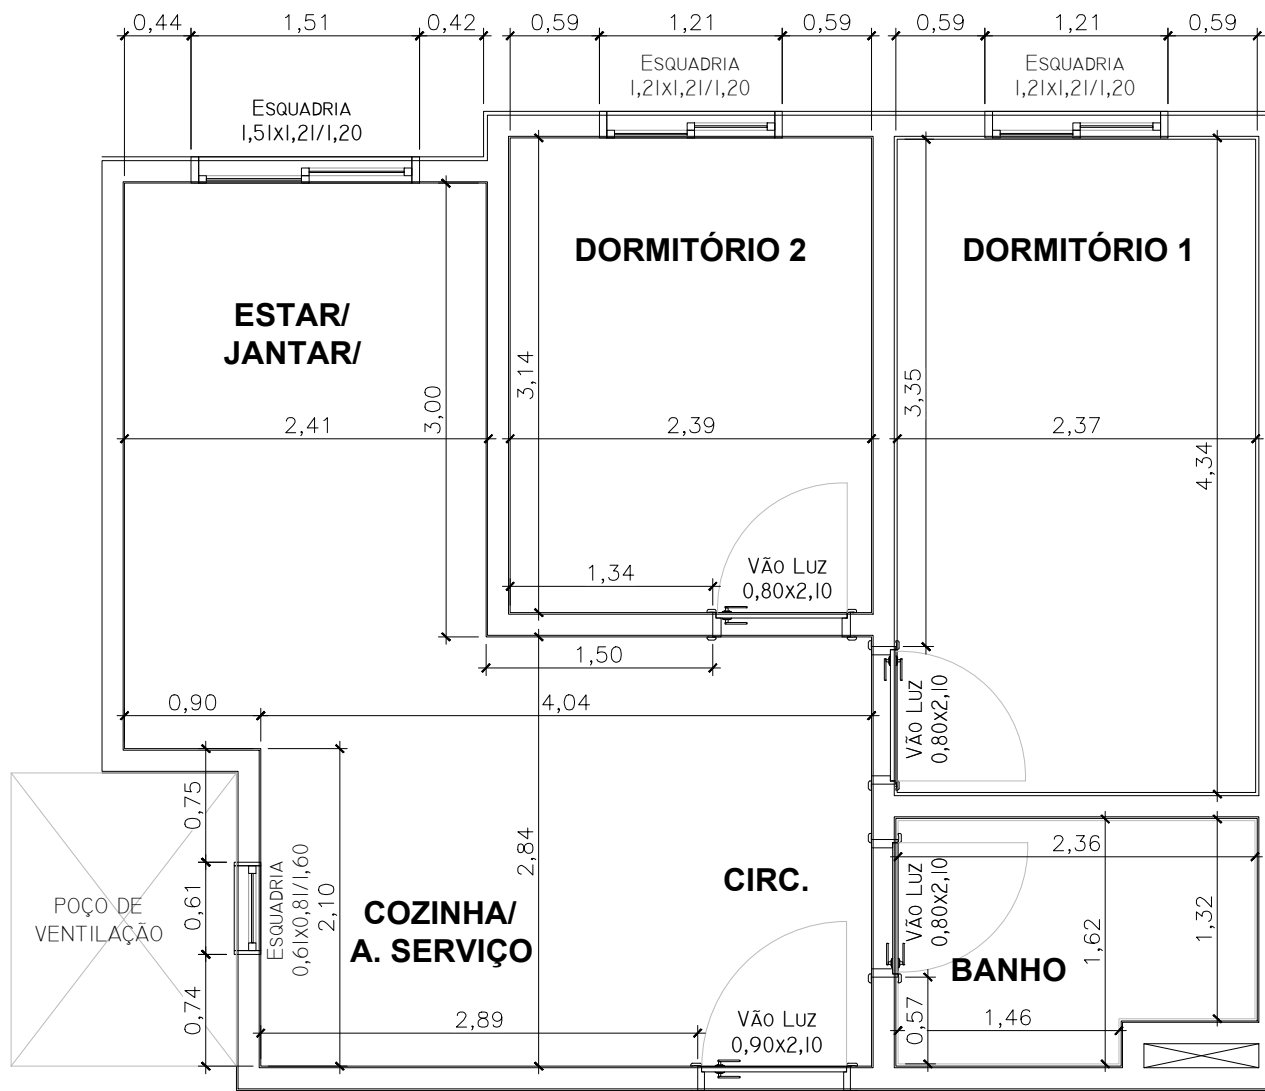 0,44
1,51
0,42
0,59
1,21
0,59
0,59
1,21
0,59
ESQUADRIA
1,51x1,21/1,20
ESQUADRIA
1,21x1,21/1,20
ESQUADRIA
1,21x1,21/1,20
DORMITÓRIO 2
DORMITÓRIO 1
ESTAR/
JANTAR/
3,14
3,35
3,00
2,41
2,39
2,37
4,34
1,34
VÃO LUZ
0,80x2,10
1,50
0,90
4,04
VÃO LUZ
0,80x2,10
0,75
2,84
2,36
CIRC.
ESQUADRIA
0,61x0,81/1,60
0,61
2,10
POÇO DE
VENTILAÇÃO
COZINHA/
A. SERVIÇO
VÃO LUZ
0,80x2,10
1,62
1,32
BANHO
0,74
2,89
VÃO LUZ
0,90x2,10
0,57
1,46